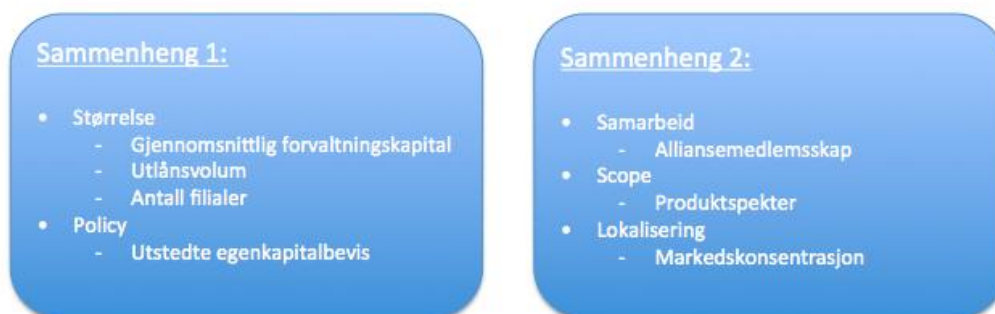 Sammenheng 1:
• Størrelse
- Gjennomsnittlig forvaltningskapital
- Utlånsvolum
- Antall filialer
• Policy
- Utstedte egenkapitalbevis
Sammenheng 2:
• Samarbeid
- Alliansemedlemsskap
• Scope
- Produktspekter
• Lokalisering
- Markedskonsentrasjon